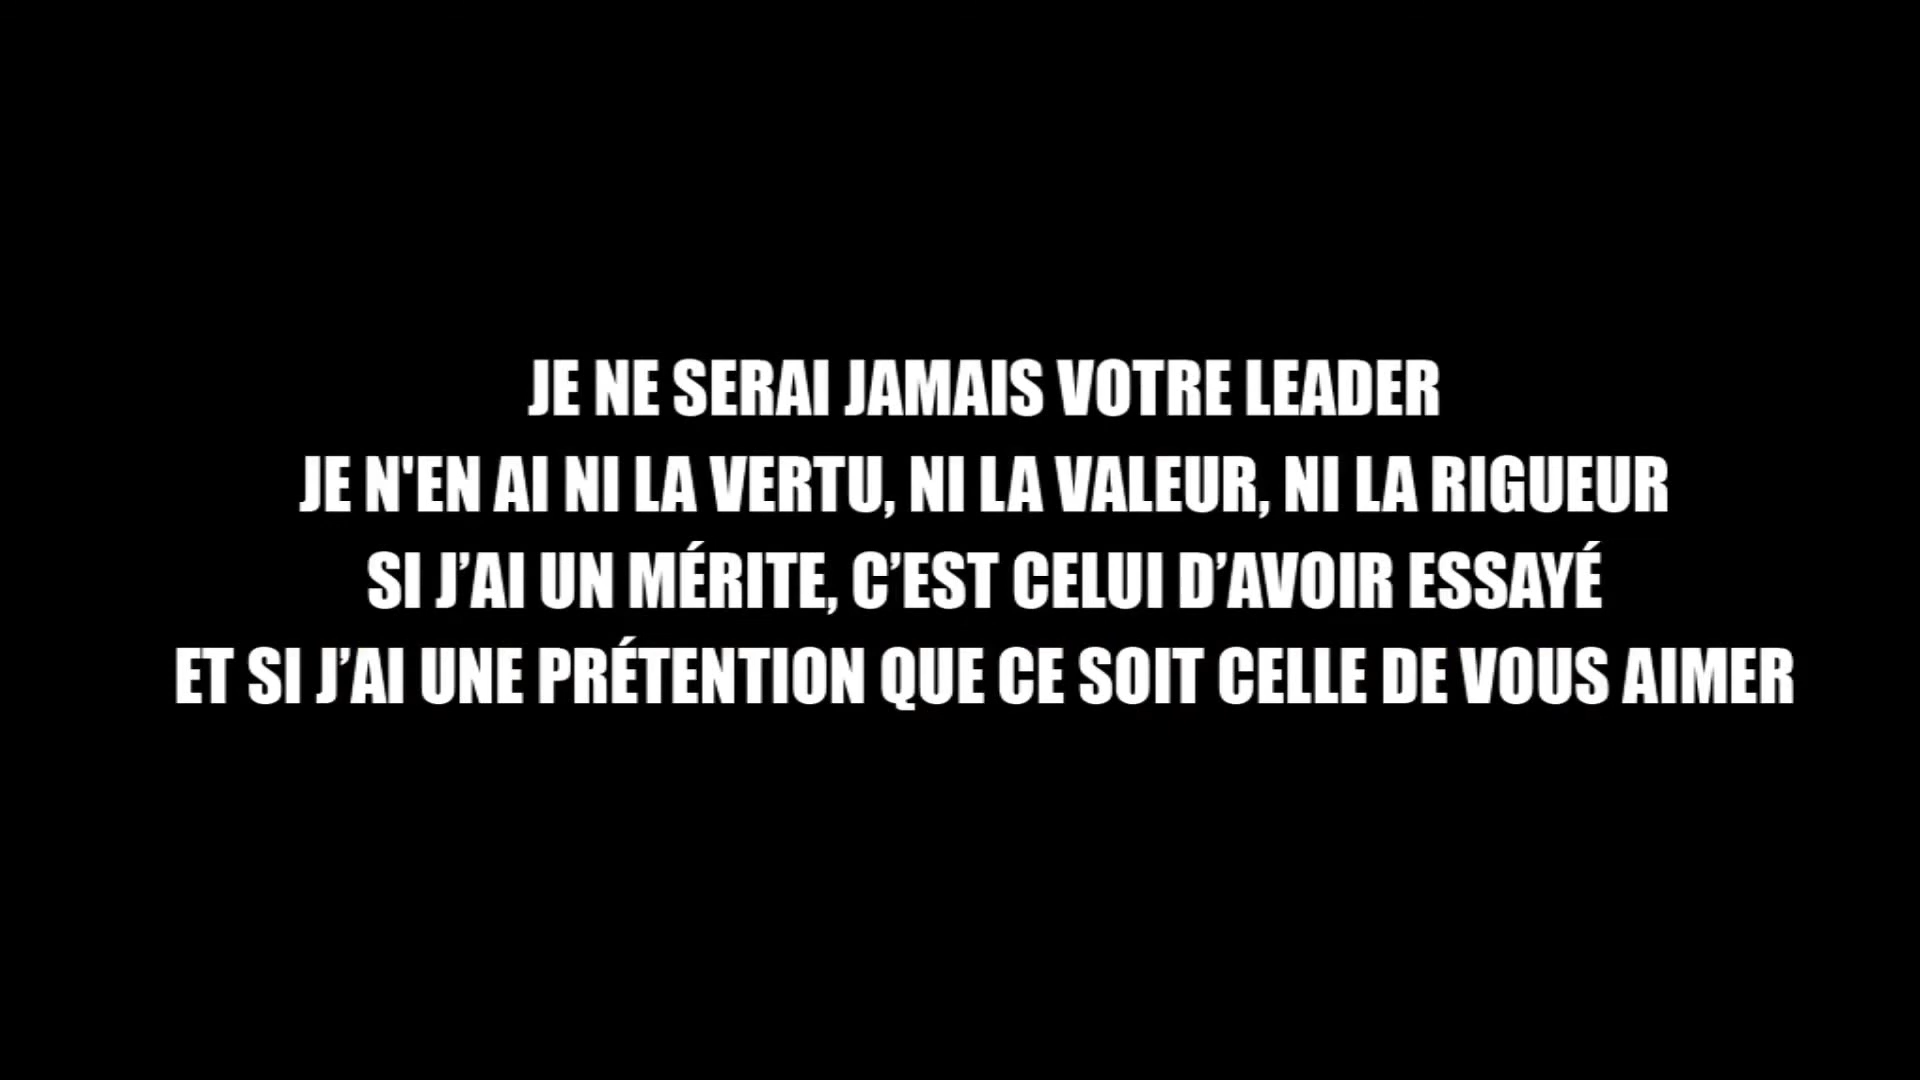 JE NE SERAI JAMAIS VOTRE LEADER
JE N'EN AI NI LA VERTU, NI LA VALEUR, NI LA RIGUEUR
SI J’AI UN MÉRITE, C’EST CELUI D’AVOIR ESSAYÉ
ET SI J’AI UNE PRÉTENTION QUE CE SOIT CELLE DE VOUS AIMER